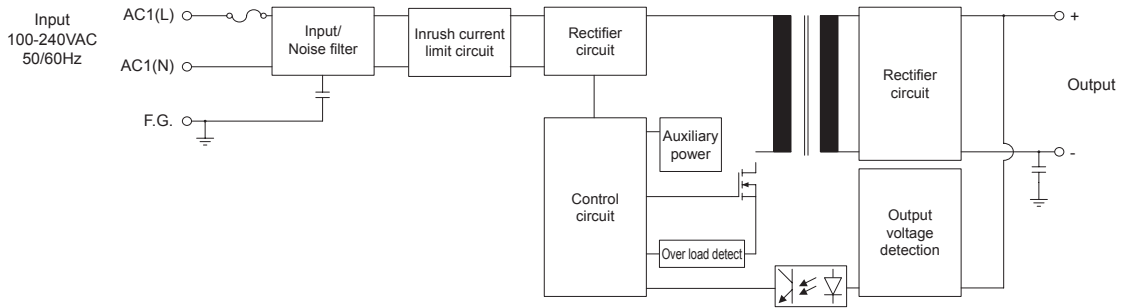 Input
100-240VAC
50/60Hz
AC1(L)
AC1(N)
F.G.
Input/
Noise filter
Inrush current
limit circuit
Rectifier
circuit
Control
circuit
Auxiliary
power
Over load detect
Rectifier
circuit
Output
voltage
detection
+
Output
-